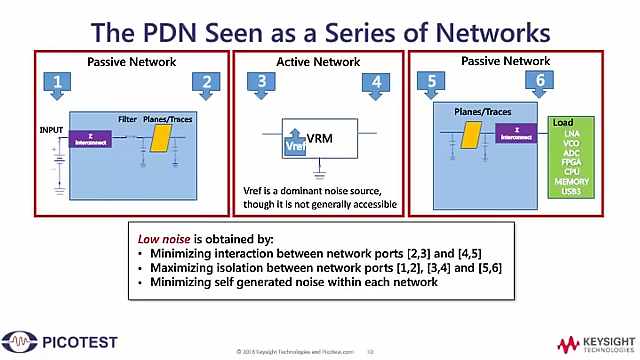 The PDN Seen as a Series of Networks
Passive Network
Active Network
Passive Network
1
2
3
4
5
6
INPUT
Filter
Planes/Traces
Z
Interconnect
Vref
VRM
Vref is a dominant noise source,
though it is not generally accessible
Planes/Traces
Z
Interconnect
Load
LNA
VCO
ADC
FPGA
CPU
MEMORY
USB3
Low noise is obtained by:
• Minimizing interaction between network ports [2,3] and [4,5]
• Maximizing isolation between network ports [1,2], [3,4] and [5,6]
• Minimizing self generated noise within each network
PICOTEST
Keysight Technologies and Picotest.com
KEYSIGHT
TECHNOLOGIES